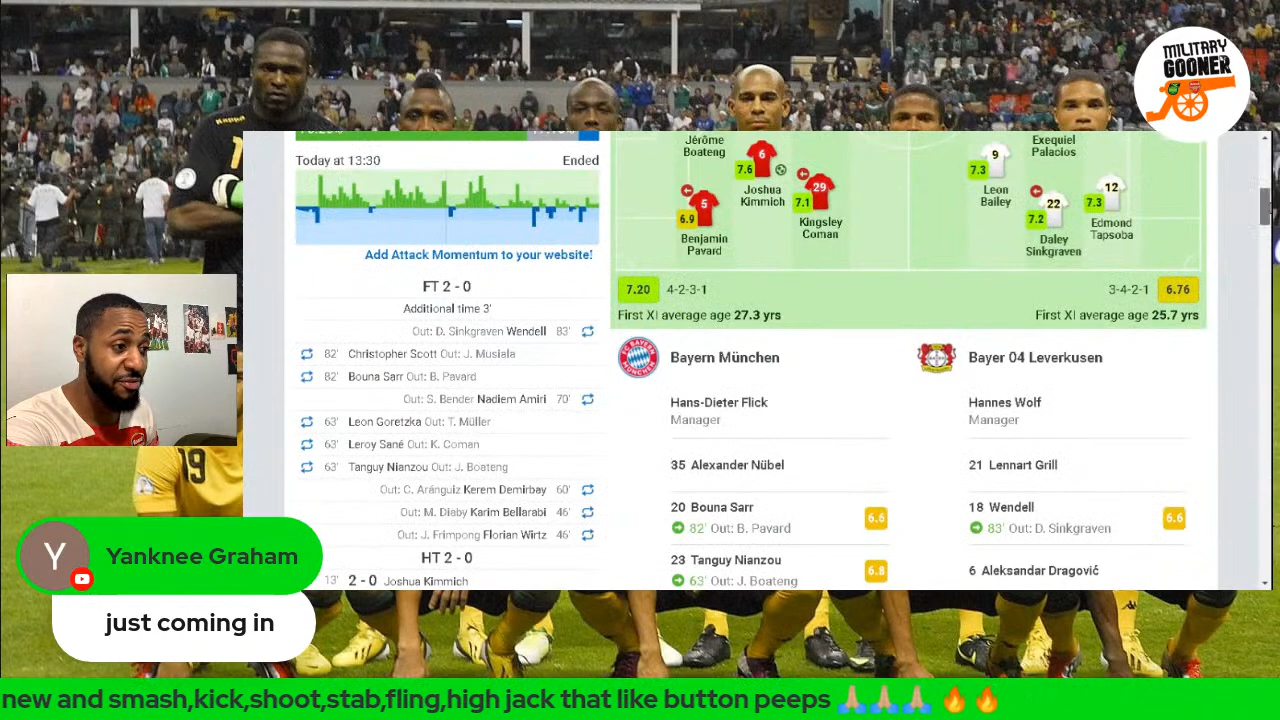 MILITARY
GOONER
Kappa
1
Today at 13:30
Ended
Add Attack Momentum to your website!
FT 2 - 0
Additional time 3'
Out: D. Sinkgraven Wendell 83'
82' Christopher Scott Out: J. Musiala
82' Bouna Sarr Out: B. Pavard
Out: S. Bender Nadiem Amiri 70'
63' Leon Goretzka Out: T. Müller
63' Leroy Sané Out: K. Coman
63' Tanguy Nianzou Out: J. Boateng
Out: C. Aránguiz Kerem Demirbay 60'
Out: M. Diaby Karim Bellarabi 46'
Out: J. Frimpong Florian Wirtz 46'
HT 2 - 0
13' 2 - 0 Joshua Kimmich
Jérôme
Boateng
6
7.6
Joshua
Kimmich
5
6.9
Benjamin
Pavard
29
7.1
Kingsley
Coman
Exequiel
Palacios
9
7.3
Leon
Bailey
22
7.2
Daley
Sinkgraven
12
7.3
Edmond
Tapsoba
7.20 4-2-3-1
3-4-2-1 6.76
First XI average age 27.3 yrs
First XI average age 25.7 yrs
FC BAYERN
MÜNCHEN
Bayern München
Hans-Dieter Flick
Manager
35 Alexander Nübel
20 Bouna Sarr
82' Out: B. Pavard
6.6
23 Tanguy Nianzou
63' Out: J. Boateng
6.8
Bayer 04 Leverkusen
Hannes Wolf
Manager
21 Lennart Grill
18 Wendell
83' Out: D. Sinkgraven
6.6
6 Aleksandar Dragović
19
Y
Yanknee Graham
just coming in
new and smash,kick,shoot,stab,fling,high jack that like button peeps 🙏🏼🙏🏼🙏🏼 🔥🔥